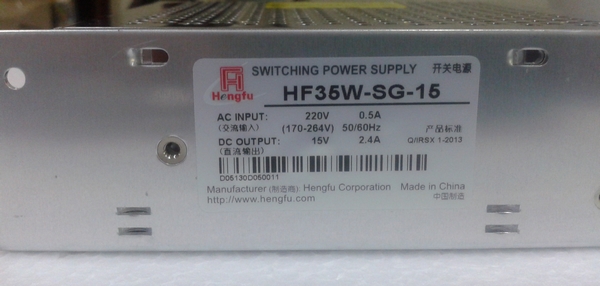 SWITCHING POWER SUPPLY 开关电源
Hengfu
HF35W-SG-15
AC INPUT: 220V 0.5A
(交流输入) (170-264V) 50/60Hz 产品标准
DC OUTPUT: 15V 2.4A Q/IRSX 1-2013
(直流输出)
D05130D050011
Manufacturer (制造商): Hengfu Corporation Made in China
http://www.hengfu.com/ 中国制造